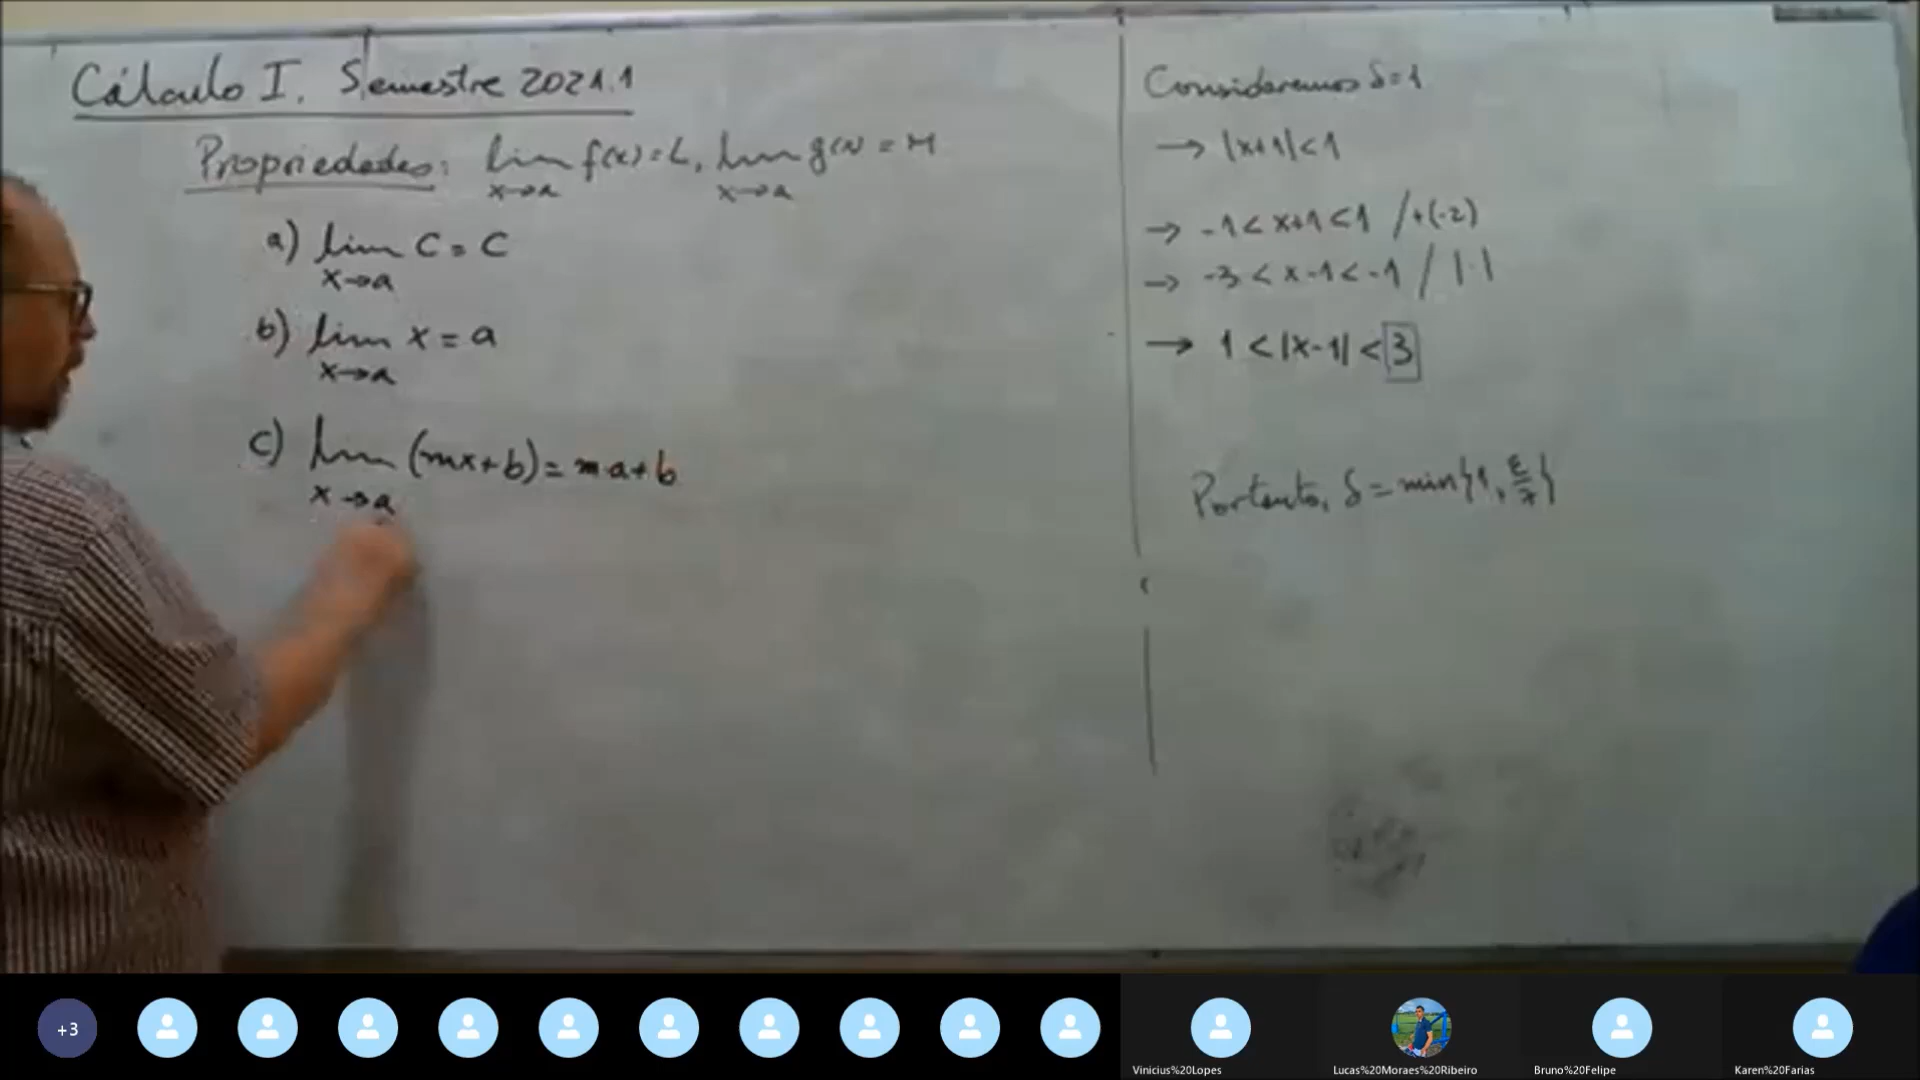 Cálculo I. Semestre 2021.1
Propriedades: lim f(x) = L, lim g(x) = M
x→a x→a
a) lim C = C
x→a
b) lim x = a
x→a
c) lim (mx+b) = m·a+b
x→a
Consideremos δ=1
→ |x+1|<1
→ -1 < x+1 < 1 /+(-2)
→ -3 < x-1 < -1 / |·|
→ 1 < |x-1| < 3
Portanto, δ = min{1, ε/7}
+3
Vinicius%20Lopes
Lucas%20Moraes%20Ribeiro
Bruno%20Felipe
Karen%20Farias